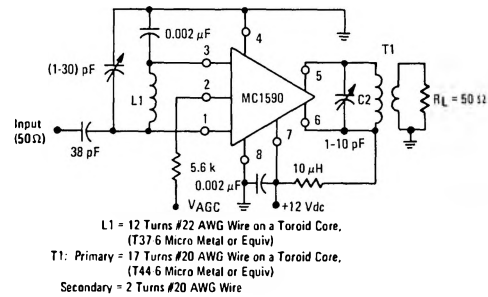 0.002 μF
4
T1
(1-30) pF
3
5
L1
2
MC1590
C2
RL = 50 Ω
Input
(50Ω)
1
6
38 pF
7
1-10 pF
8
5.6 k
10 μH
0.002 μF
VAGC
+12 Vdc
L1 = 12 Turns #22 AWG Wire on a Toroid Core,
(T37-6 Micro Metal or Equiv)
T1: Primary = 17 Turns #20 AWG Wire on a Toroid Core,
(T44-6 Micro Metal or Equiv)
Secondary = 2 Turns #20 AWG Wire